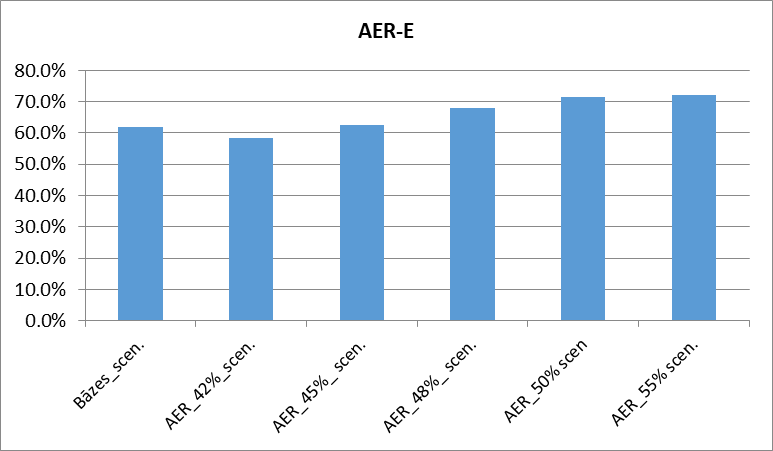 AER-E
80.0%
70.0%
60.0%
50.0%
40.0%
30.0%
20.0%
10.0%
0.0%
Bāzes_scen.
AER_42%_scen.
AER_45%_ scen.
AER_48%_ scen.
AER_50% scen
AER_55% scen.